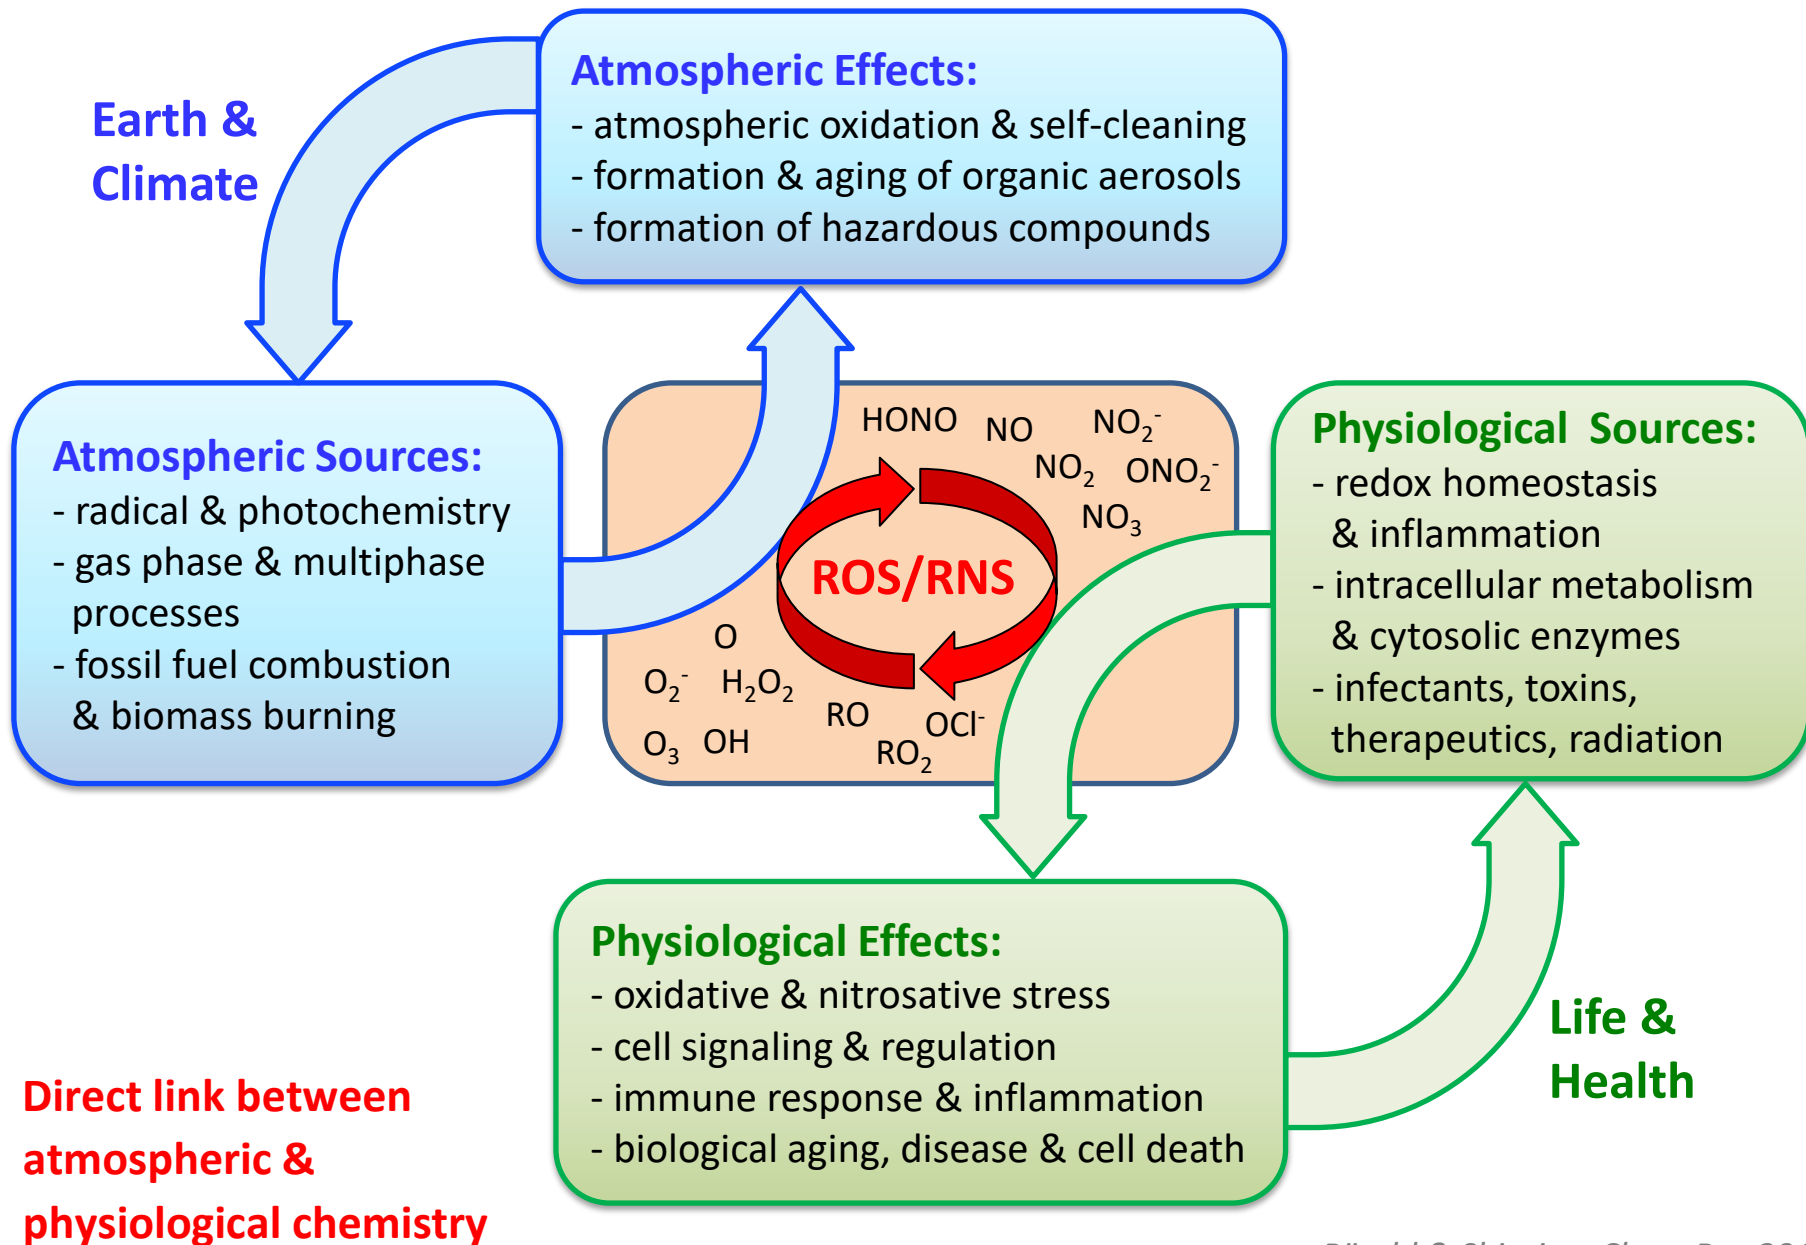 Earth &
Climate
Atmospheric Effects:
- atmospheric oxidation & self-cleaning
- formation & aging of organic aerosols
- formation of hazardous compounds
Atmospheric Sources:
- radical & photochemistry
- gas phase & multiphase
processes
- fossil fuel combustion
& biomass burning
HONO NO NO₂⁻
NO₂ ONO₂⁻
NO₃
ROS/RNS
O
O₂⁻ H₂O₂
RO OCl⁻
O₃ OH RO₂
Physiological Sources:
- redox homeostasis
& inflammation
- intracellular metabolism
& cytosolic enzymes
- infectants, toxins,
therapeutics, radiation
Physiological Effects:
- oxidative & nitrosative stress
- cell signaling & regulation
- immune response & inflammation
- biological aging, disease & cell death
Life &
Health
Direct link between
atmospheric &
physiological chemistry